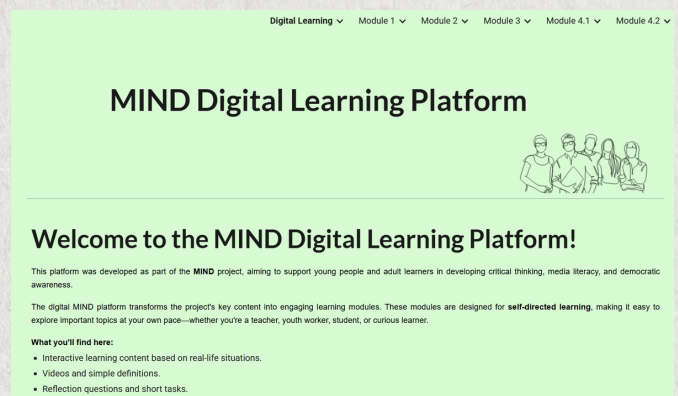 Digital Learning Module 1 Module 2 Module 3 Module 4.1 Module 4.2
MIND Digital Learning Platform
Welcome to the MIND Digital Learning Platform!
This platform was developed as part of the MIND project, aiming to support young people and adult learners in developing critical thinking, media literacy, and democratic
awareness.
The digital MIND platform transforms the project's key content into engaging learning modules. These modules are designed for self-directed learning, making it easy to
explore important topics at your own pace—whether you're a teacher, youth worker, student, or curious learner.
What you'll find here:
▪ Interactive learning content based on real-life situations.
▪ Videos and simple definitions.
▪ Reflection questions and short tasks.